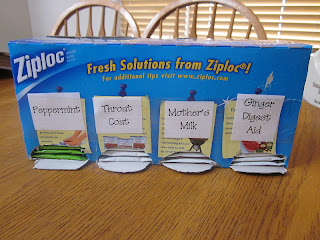 Ziploc
Fresh Solutions from Ziploc®!
For additional tips visit www.ziploc.com
Peppermint
Throat
Coat
Mother's
Milk
Ginger
Digest
Aid